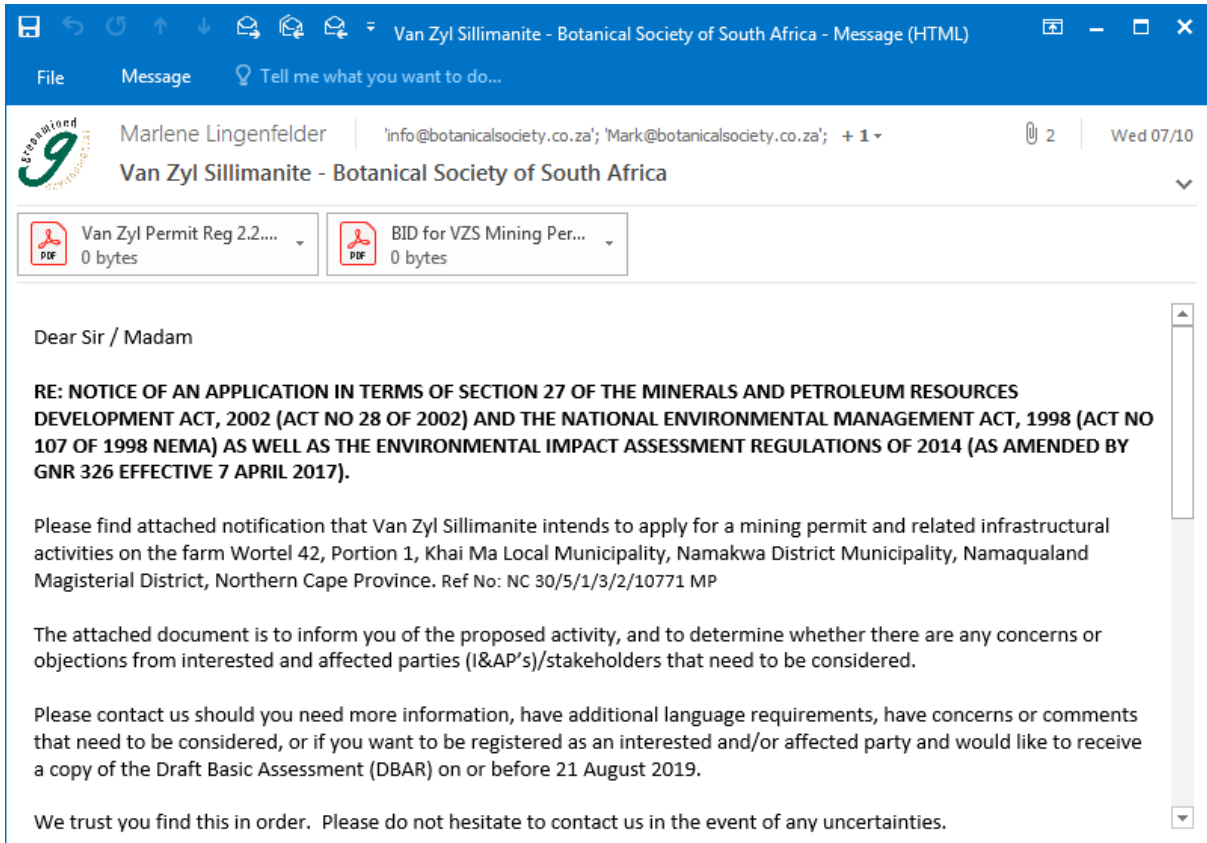 Van Zyl Sillimanite - Botanical Society of South Africa - Message (HTML)
File Message Tell me what you want to do...
Marlene Lingenfelder 'info@botanicalsociety.co.za'; 'Mark@botanicalsociety.co.za'; + 1 2 Wed 07/10
Van Zyl Sillimanite - Botanical Society of South Africa
Van Zyl Permit Reg 2.2.... BID for VZS Mining Per...
PDF 0 bytes PDF 0 bytes
Dear Sir / Madam
RE: NOTICE OF AN APPLICATION IN TERMS OF SECTION 27 OF THE MINERALS AND PETROLEUM RESOURCES
DEVELOPMENT ACT, 2002 (ACT NO 28 OF 2002) AND THE NATIONAL ENVIRONMENTAL MANAGEMENT ACT, 1998 (ACT NO
107 OF 1998 NEMA) AS WELL AS THE ENVIRONMENTAL IMPACT ASSESSMENT REGULATIONS OF 2014 (AS AMENDED BY
GNR 326 EFFECTIVE 7 APRIL 2017).
Please find attached notification that Van Zyl Sillimanite intends to apply for a mining permit and related infrastructural
activities on the farm Wortel 42, Portion 1, Khai Ma Local Municipality, Namakwa District Municipality, Namaqualand
Magisterial District, Northern Cape Province. Ref No: NC 30/5/1/3/2/10771 MP
The attached document is to inform you of the proposed activity, and to determine whether there are any concerns or
objections from interested and affected parties (I&AP's)/stakeholders that need to be considered.
Please contact us should you need more information, have additional language requirements, have concerns or comments
that need to be considered, or if you want to be registered as an interested and/or affected party and would like to receive
a copy of the Draft Basic Assessment (DBAR) on or before 21 August 2019.
We trust you find this in order.  Please do not hesitate to contact us in the event of any uncertainties.